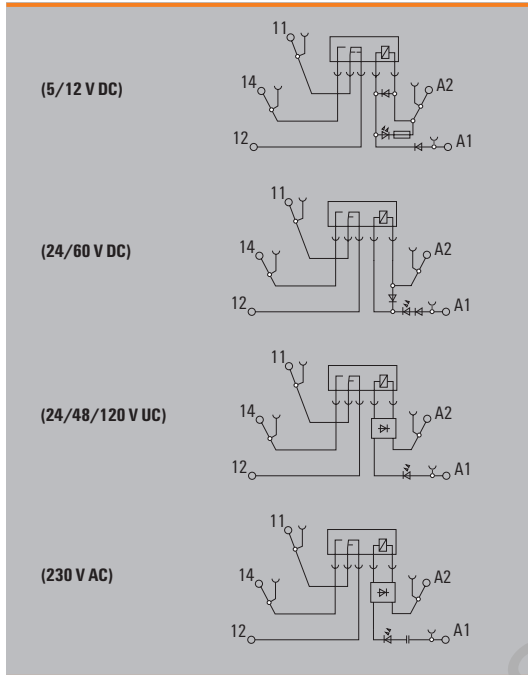 11
(5/12 V DC)
14
A2
12
A1
11
(24/60 V DC)
14
A2
12
A1
11
(24/48/120 V UC)
14
A2
12
A1
11
(230 V AC)
14
A2
12
A1